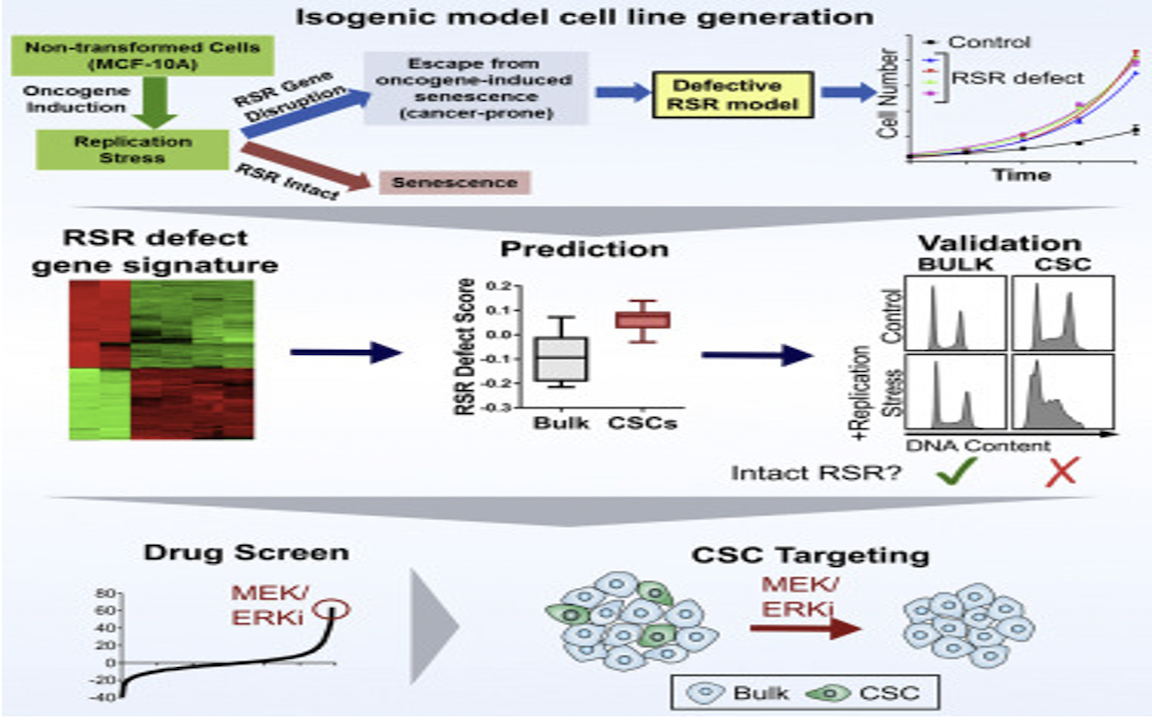 Isogenic model cell line generation
Non-transformed Cells
(MCF-10A)
Oncogene
Induction
Replication
Stress
RSR Gene
Disruption
RSR Intact
Escape from
oncogene-induced
senescence
(cancer-prone)
Senescence
Defective
RSR model
Cell Number
Control
RSR defect
Time
RSR defect
gene signature
Prediction
RSR Defect Score
0.2
0.1
0.0
-0.1
-0.2
-0.3
Bulk CSCs
Validation
BULK CSC
Control
+Replication
Stress
DNA Content
Intact RSR?
Drug Screen
80
60
40
20
0
-20
-40
MEK/
ERKi
CSC Targeting
MEK/
ERKi
Bulk CSC